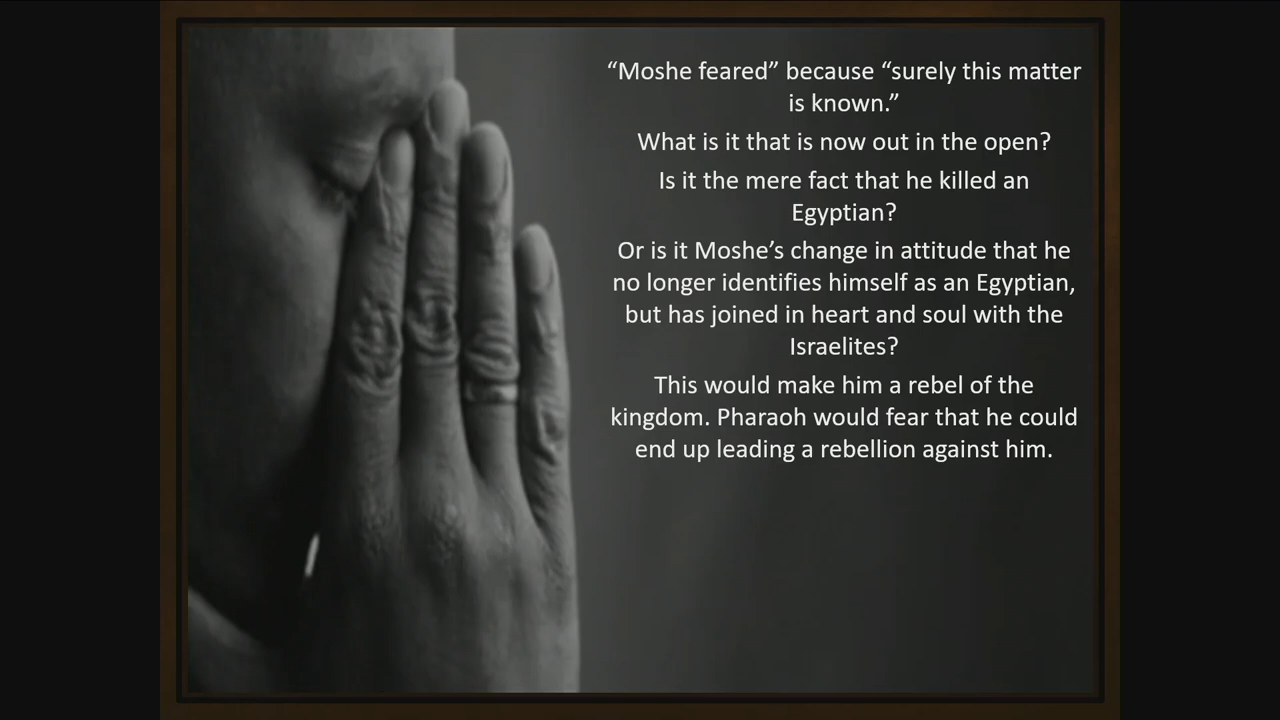 “Moshe feared” because “surely this matter
is known.”
What is it that is now out in the open?
Is it the mere fact that he killed an
Egyptian?
Or is it Moshe’s change in attitude that he
no longer identifies himself as an Egyptian,
but has joined in heart and soul with the
Israelites?
This would make him a rebel of the
kingdom. Pharaoh would fear that he could
end up leading a rebellion against him.